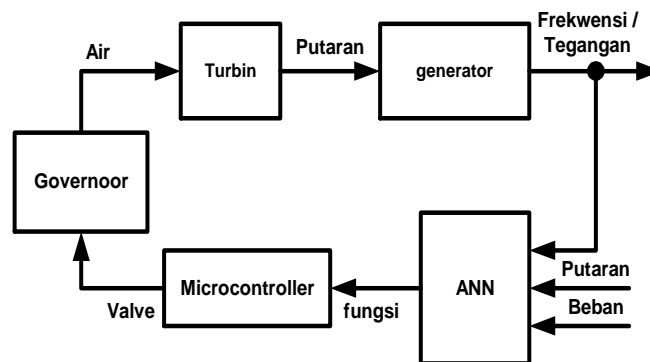 Frekwensi /
Tegangan
Air
Putaran
Turbin
generator
Governoor
Microcontroller
ANN
Putaran
Beban
Valve
fungsi